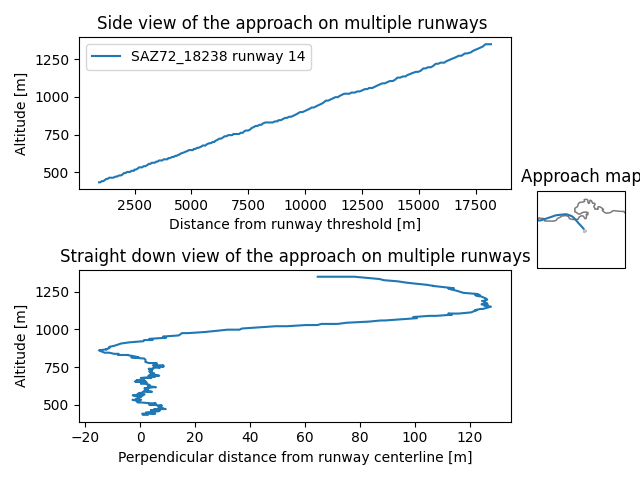 Side view of the approach on multiple runways
SAZ72_18238 runway 14
Altitude [m]
1250
1000
750
500
2500 5000 7500 10000 12500 15000 17500
Distance from runway threshold [m]
Approach map
Straight down view of the approach on multiple runways
Altitude [m]
1250
1000
750
500
−20 0 20 40 60 80 100 120
Perpendicular distance from runway centerline [m]